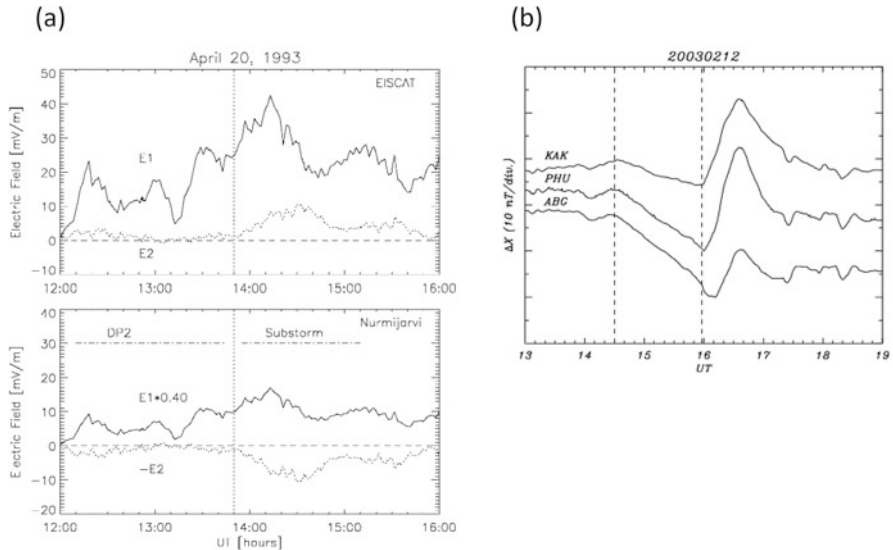 (a)
April 20, 1993
Electric Field [mV/m]
50
40
30
20
10
0
−10
EISCAT
E1
E2
12:00 13:00 14:00 15:00 16:00
Electric Field [mV/m]
40
30
20
10
0
−10
−20
Nurmijarvi
DP2 Substorm
E1*0.40
−E2
12:00 13:00 14:00 15:00 16:00
UT [hours]
(b)
20030212
ΔX (10 nT/div.)
KAK
PHU
ABG
13 14 15 16 17 18 19
UT